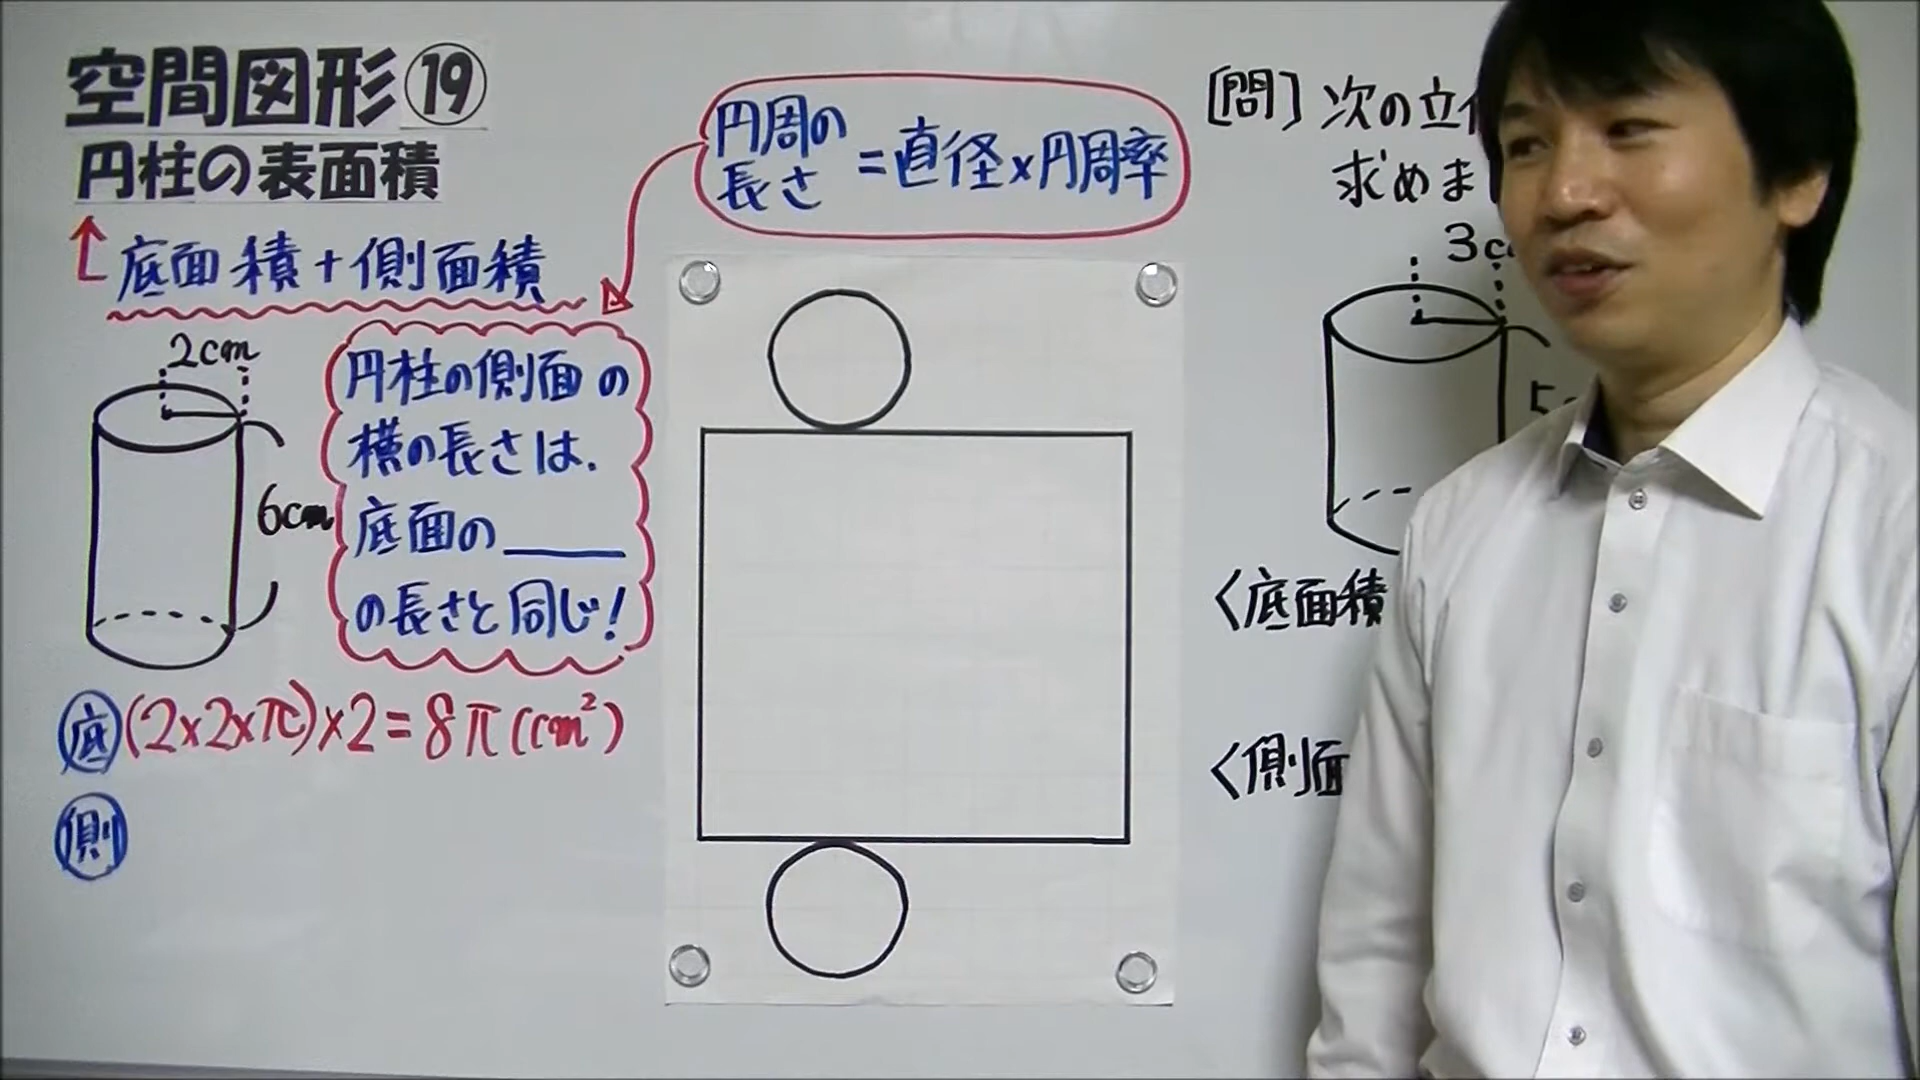 空間図形⑲
円柱の表面積
底面積+側面積
円周の
長さ
=直径×円周率
2cm
6cm
円柱の側面の
横の長さは、
底面の
の長さと同じ!
底 (2×2×π)×2=8π(cm²)
側
[問] 次の立
求めま
3c
5
〈底面積
〈側面